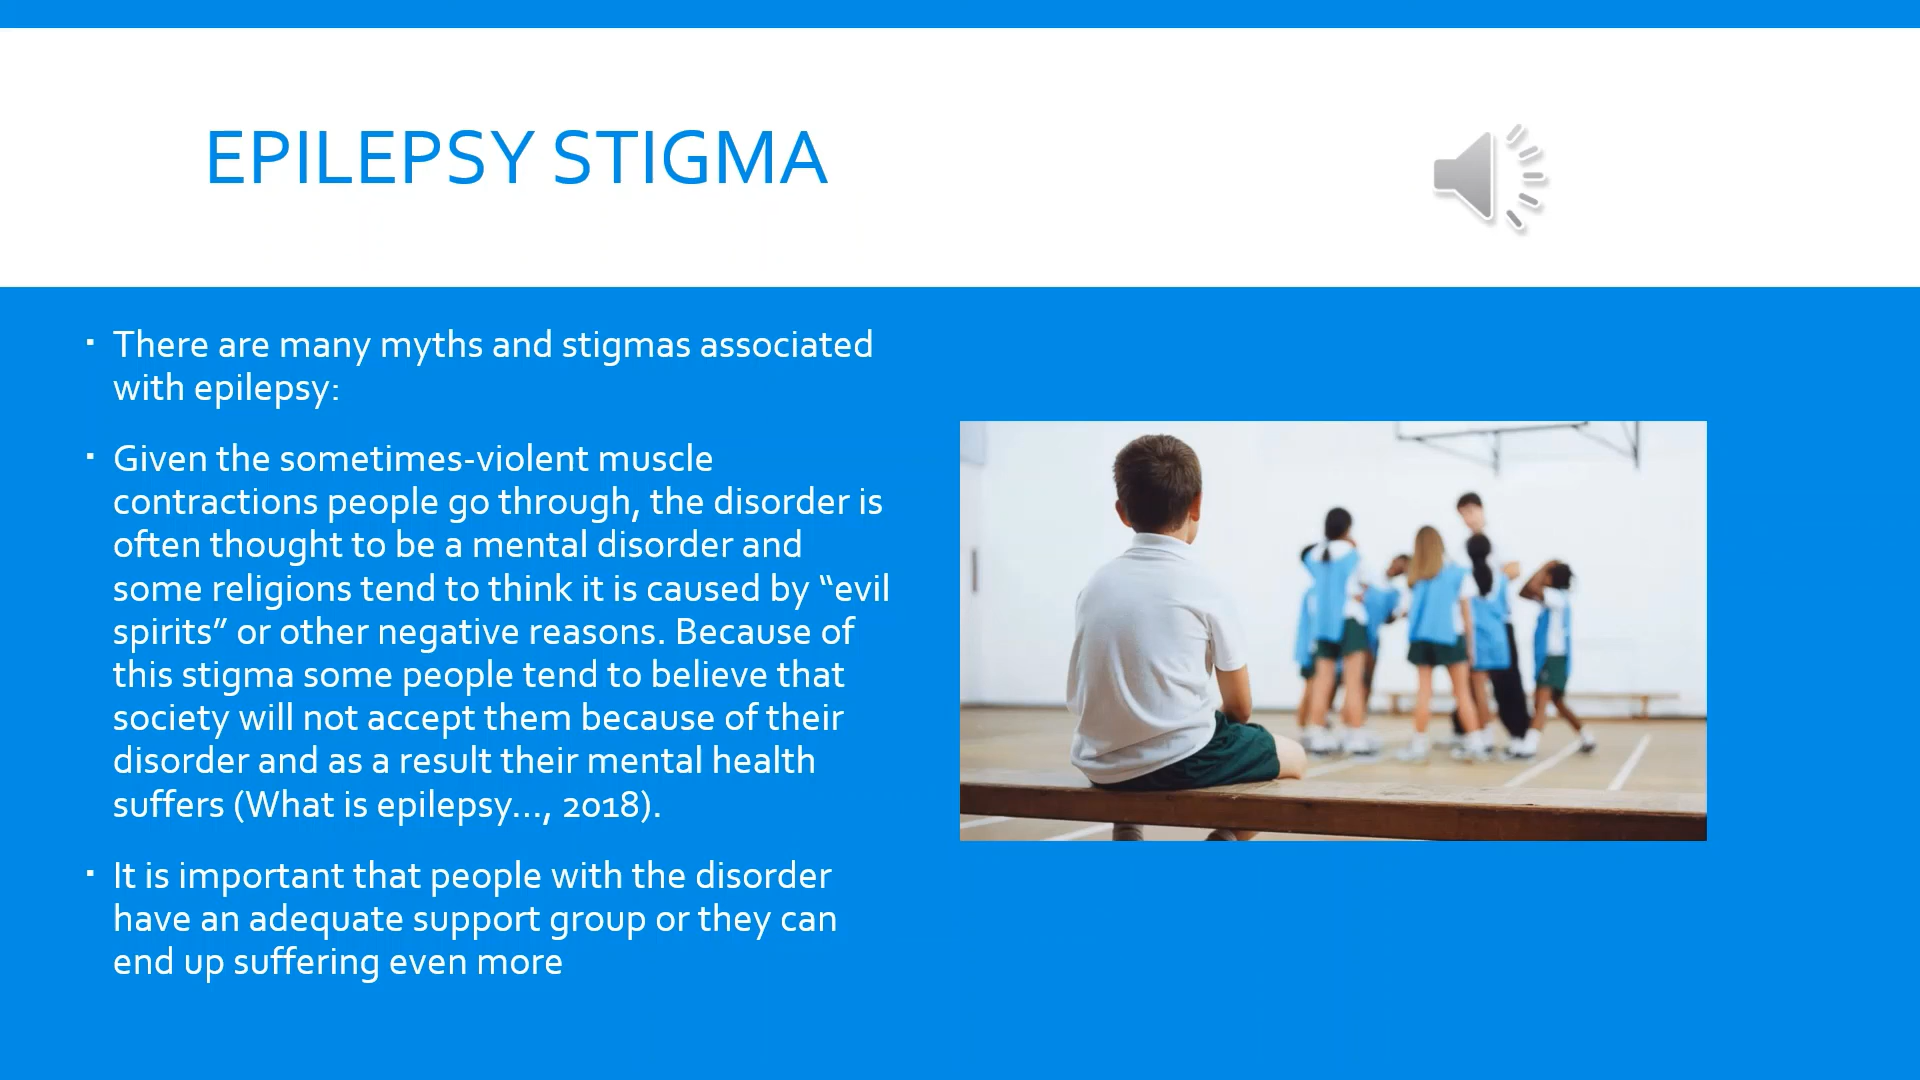 EPILEPSY STIGMA
▪ There are many myths and stigmas associated
with epilepsy:
▪ Given the sometimes-violent muscle
contractions people go through, the disorder is
often thought to be a mental disorder and
some religions tend to think it is caused by “evil
spirits” or other negative reasons. Because of
this stigma some people tend to believe that
society will not accept them because of their
disorder and as a result their mental health
suffers (What is epilepsy…, 2018).
▪ It is important that people with the disorder
have an adequate support group or they can
end up suffering even more